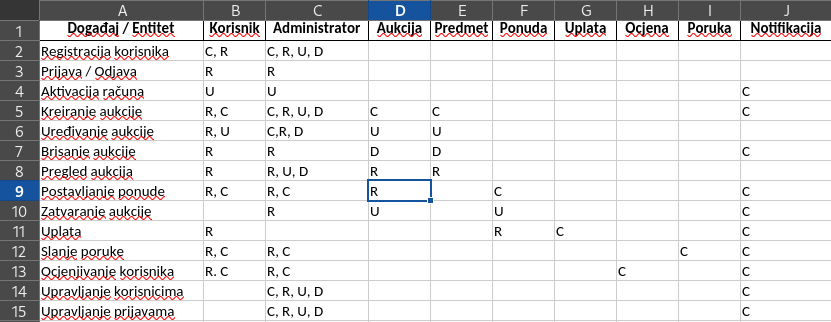 A B C D E F G H I J
1 Događaj / Entitet Korisnik Administrator Aukcija Predmet Ponuda Uplata Ocjena Poruka Notifikacija
2 Registracija korisnika C, R C, R, U, D
3 Prijava / Odjava R R
4 Aktivacija računa U U C
5 Kreiranje aukcije R, C C, R, U, D C C C
6 Uređivanje aukcije R, U C,R, D U U
7 Brisanje aukcije R R D D C
8 Pregled aukcija R R, U, D R R
9 Postavljanje ponude R, C R, C R C C
10 Zatvaranje aukcije R U U C
11 Uplata R R C C
12 Slanje poruke R, C R, C C C
13 Ocjenjivanje korisnika R. C R, C C C
14 Upravljanje korisnicima C, R, U, D C
15 Upravljanje prijavama C, R, U, D C